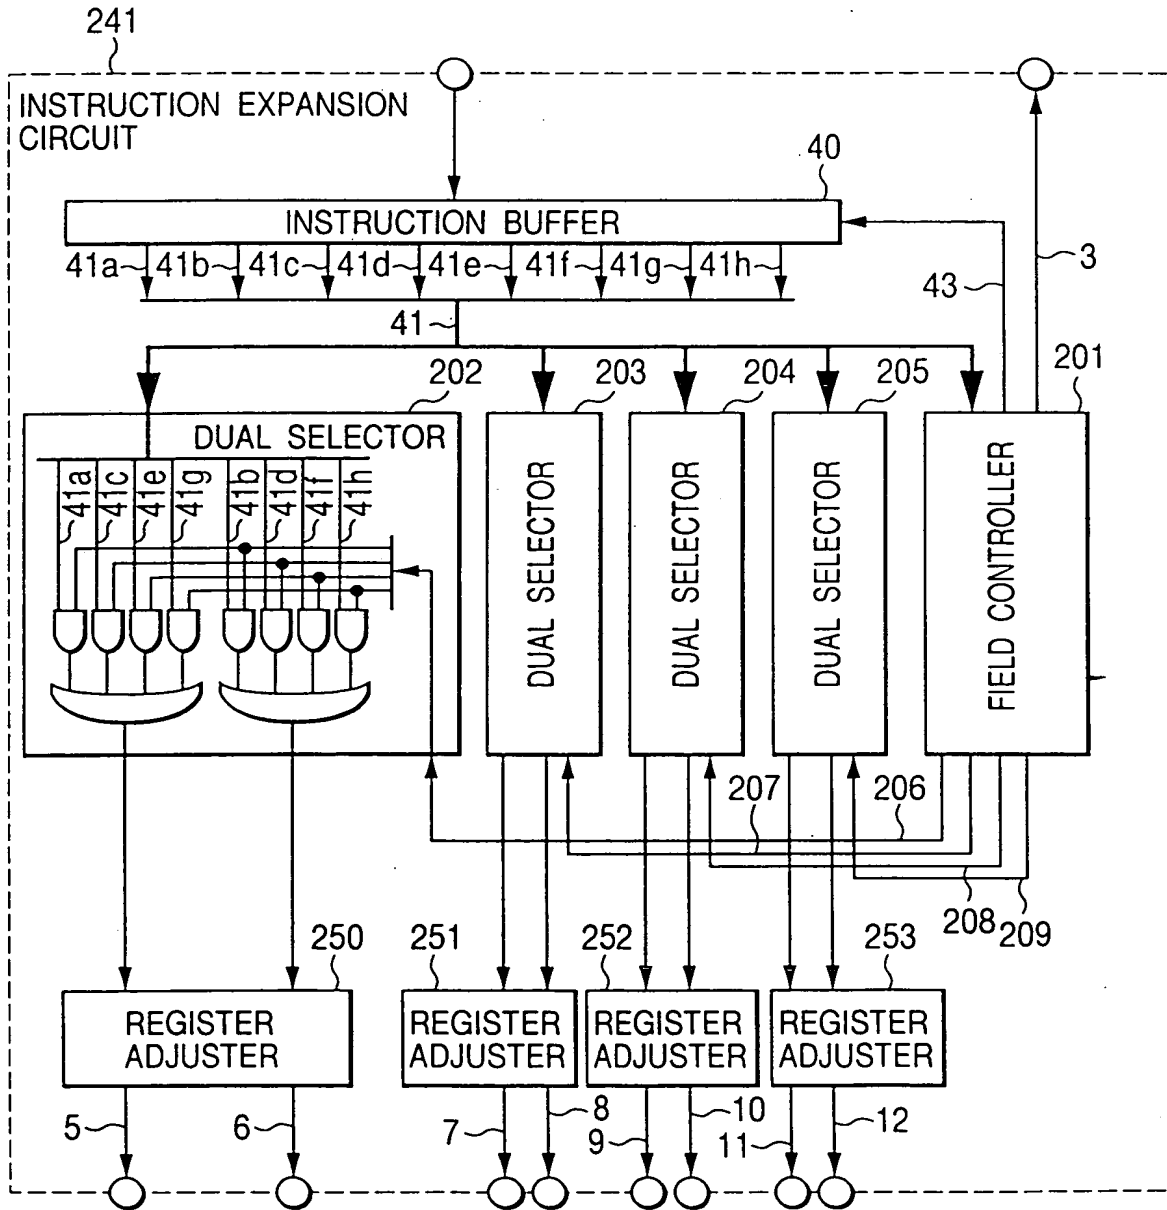 241
INSTRUCTION EXPANSION
CIRCUIT
40
INSTRUCTION BUFFER
41a 41b 41c 41d 41e 41f 41g 41h
43
3
41
202
203
204
205
201
DUAL SELECTOR
41a 41c 41e 41g 41b 41d 41f 41h
DUAL SELECTOR
DUAL SELECTOR
DUAL SELECTOR
FIELD CONTROLLER
207
206
208
209
250
251
252
253
REGISTER
ADJUSTER
REGISTER
ADJUSTER
REGISTER
ADJUSTER
REGISTER
ADJUSTER
5
6
7
8
9
10
11
12